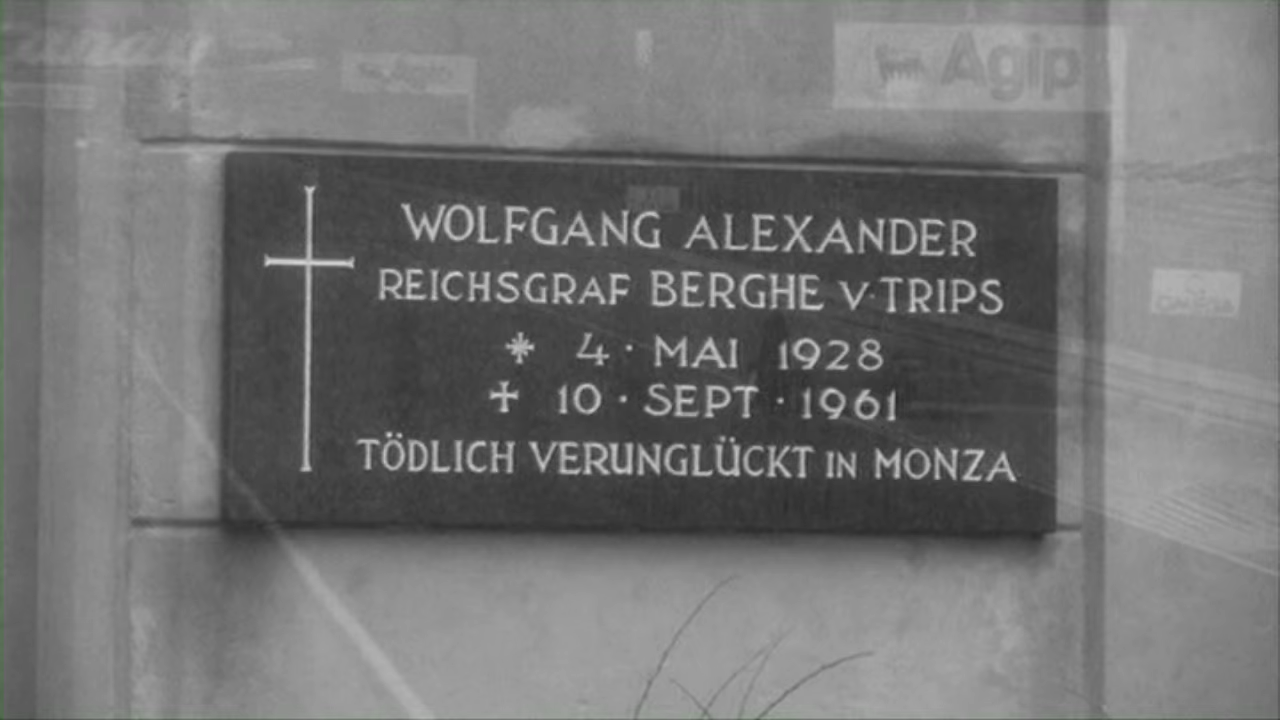 Agip
WOLFGANG ALEXANDER
REICHSGRAF BERGHE v·TRIPS
* 4 · MAI 1928
✝ 10 · SEPT · 1961
TÖDLICH VERUNGLÜCKT IN MONZA